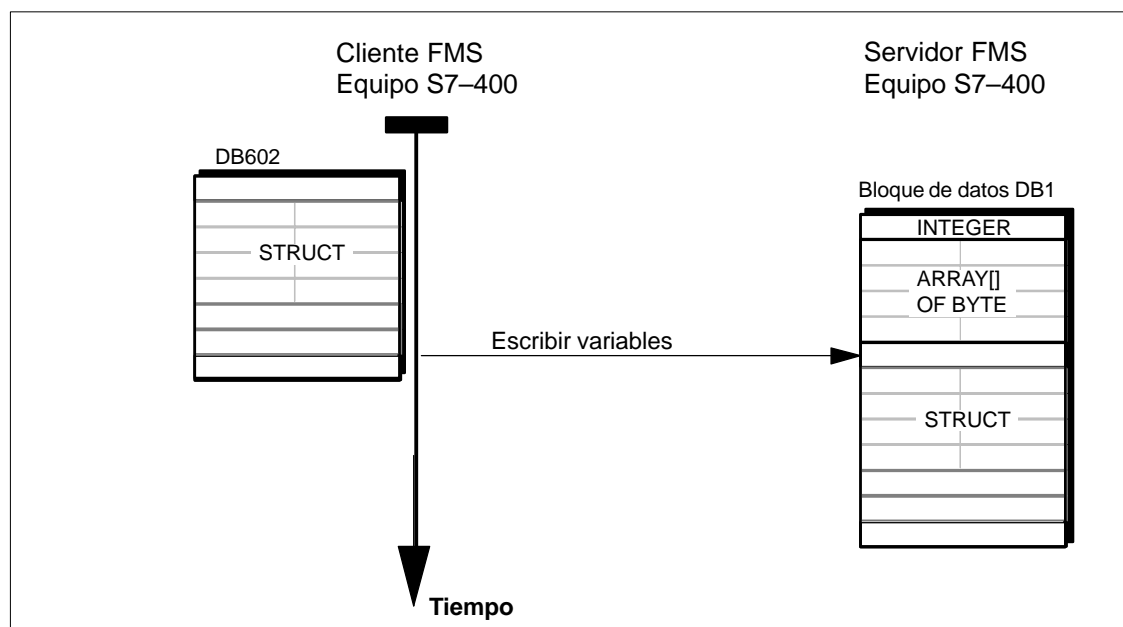 Cliente FMS
Equipo S7–400
Servidor FMS
Equipo S7–400
DB602
STRUCT
Bloque de datos DB1
INTEGER
ARRAY[]
OF BYTE
Escribir variables
STRUCT
Tiempo